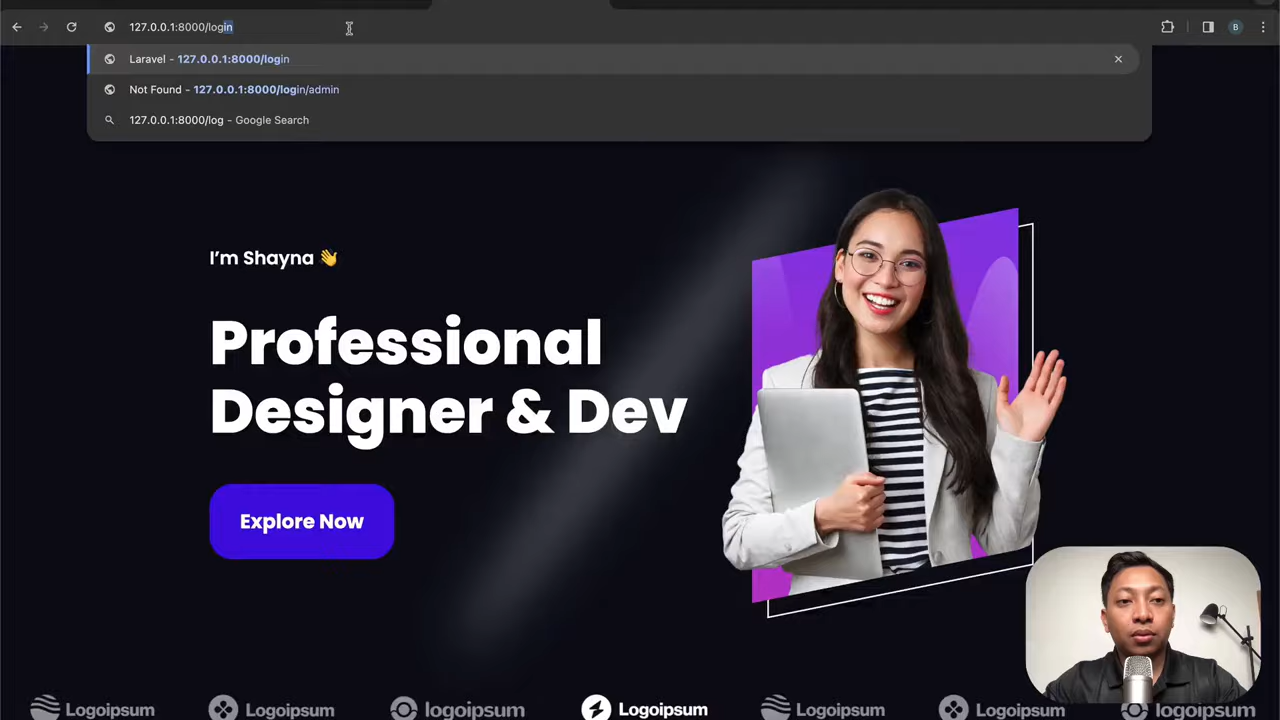 127.0.0.1:8000/login
B
Laravel - 127.0.0.1:8000/login
Not Found - 127.0.0.1:8000/login/admin
127.0.0.1:8000/log - Google Search
I’m Shayna 👋
Professional
Designer & Dev
Explore Now
Logoipsum Logoipsum logoipsum Logoipsum Logoipsum Logoipsum logoipsum